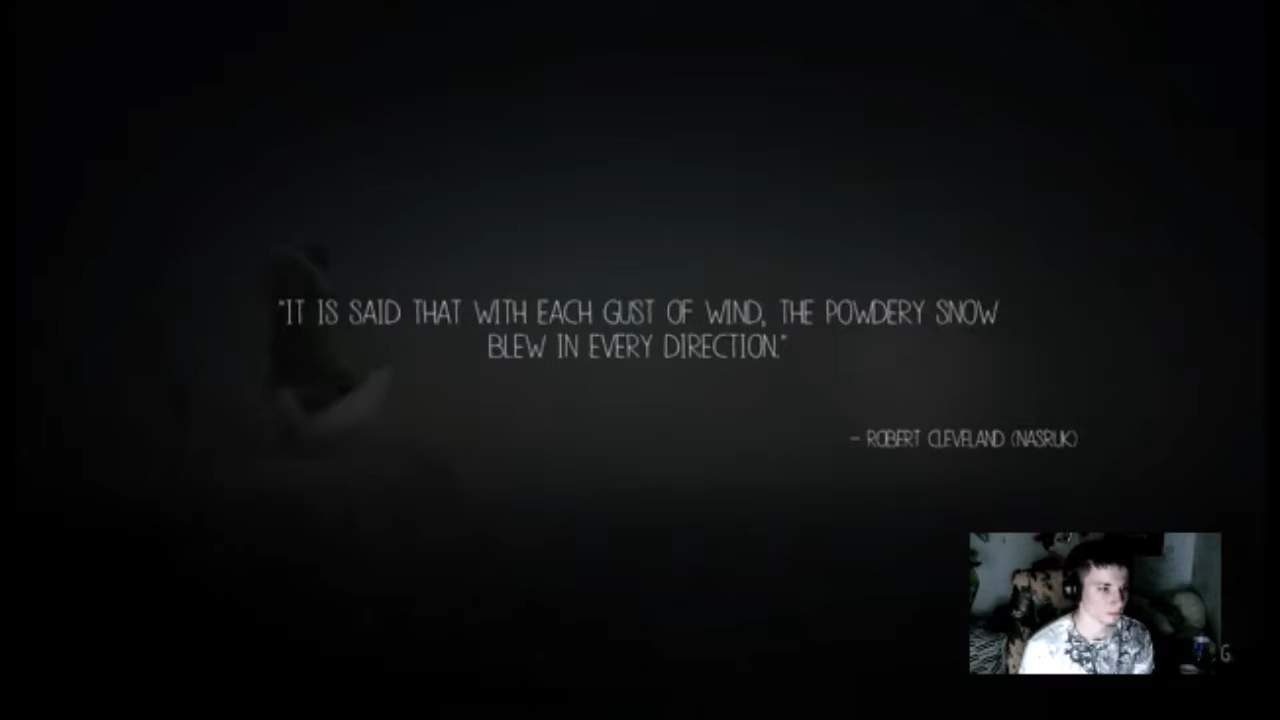 "IT IS SAID THAT WITH EACH GUST OF WIND, THE POWDERY SNOW
BLEW IN EVERY DIRECTION."
– ROBERT CLEVELAND (NASRUK)
G